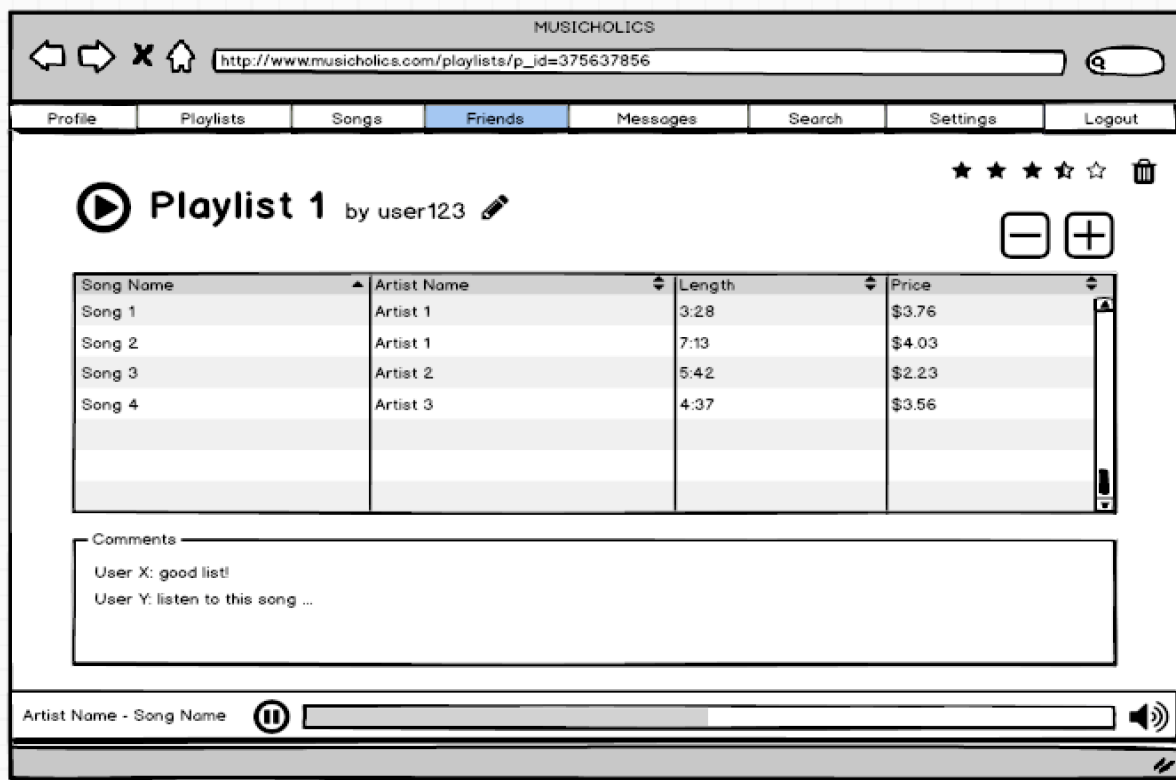 MUSICHOLICS
http://www.musicholics.com/playlists/p_id=375637856
Profile Playlists Songs Friends Messages Search Settings Logout
Playlist 1 by user123
Song Name Artist Name Length Price
Song 1 Artist 1 3:28 $3.76
Song 2 Artist 1 7:13 $4.03
Song 3 Artist 2 5:42 $2.23
Song 4 Artist 3 4:37 $3.56
Comments
User X: good list!
User Y: listen to this song ...
Artist Name - Song Name